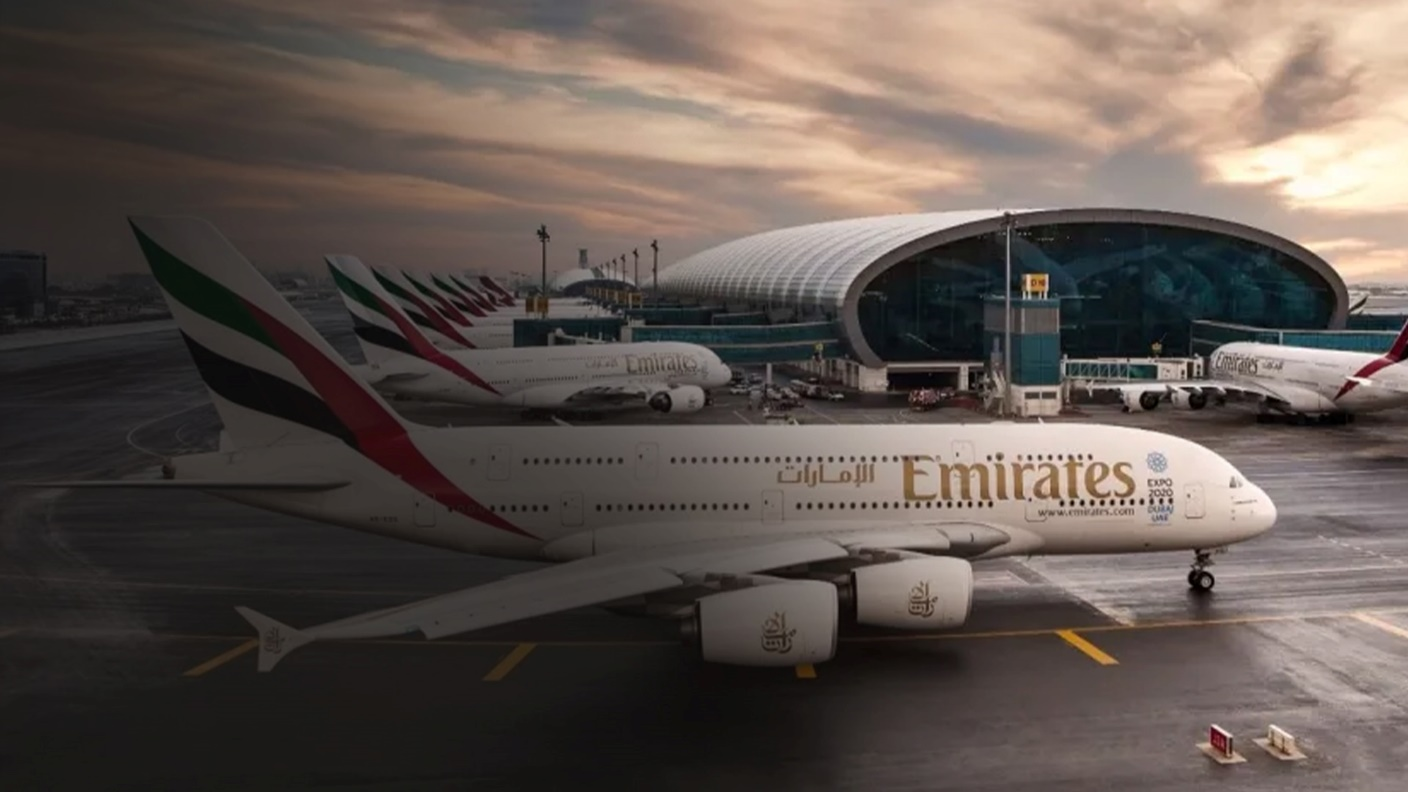 Emirates
Emirates
الإمارات
Emirates
www.emirates.com
EXPO
2020
DUBAI
UAE